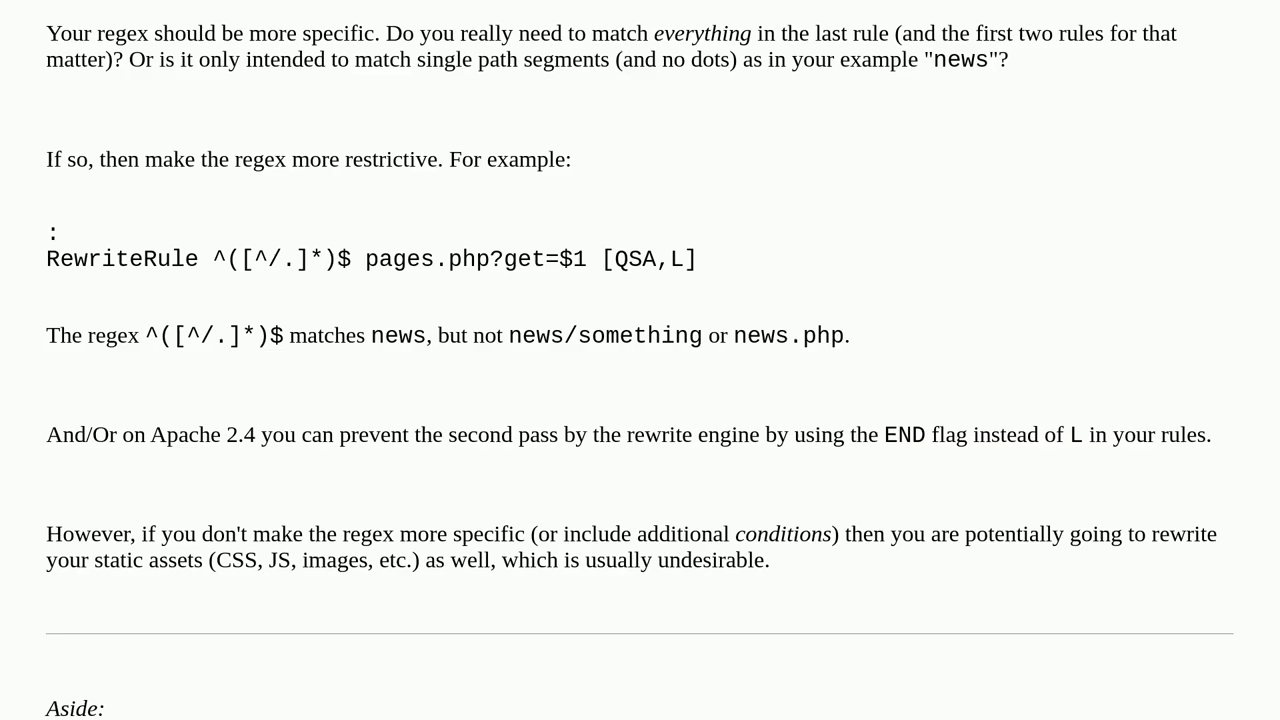 Your regex should be more specific. Do you really need to match everything in the last rule (and the first two rules for that
matter)? Or is it only intended to match single path segments (and no dots) as in your example "news"?
If so, then make the regex more restrictive. For example:
:
RewriteRule ^([^/.]*)$ pages.php?get=$1 [QSA,L]
The regex ^([^/.]*)$ matches news, but not news/something or news.php.
And/Or on Apache 2.4 you can prevent the second pass by the rewrite engine by using the END flag instead of L in your rules.
However, if you don't make the regex more specific (or include additional conditions) then you are potentially going to rewrite
your static assets (CSS, JS, images, etc.) as well, which is usually undesirable.
Aside: